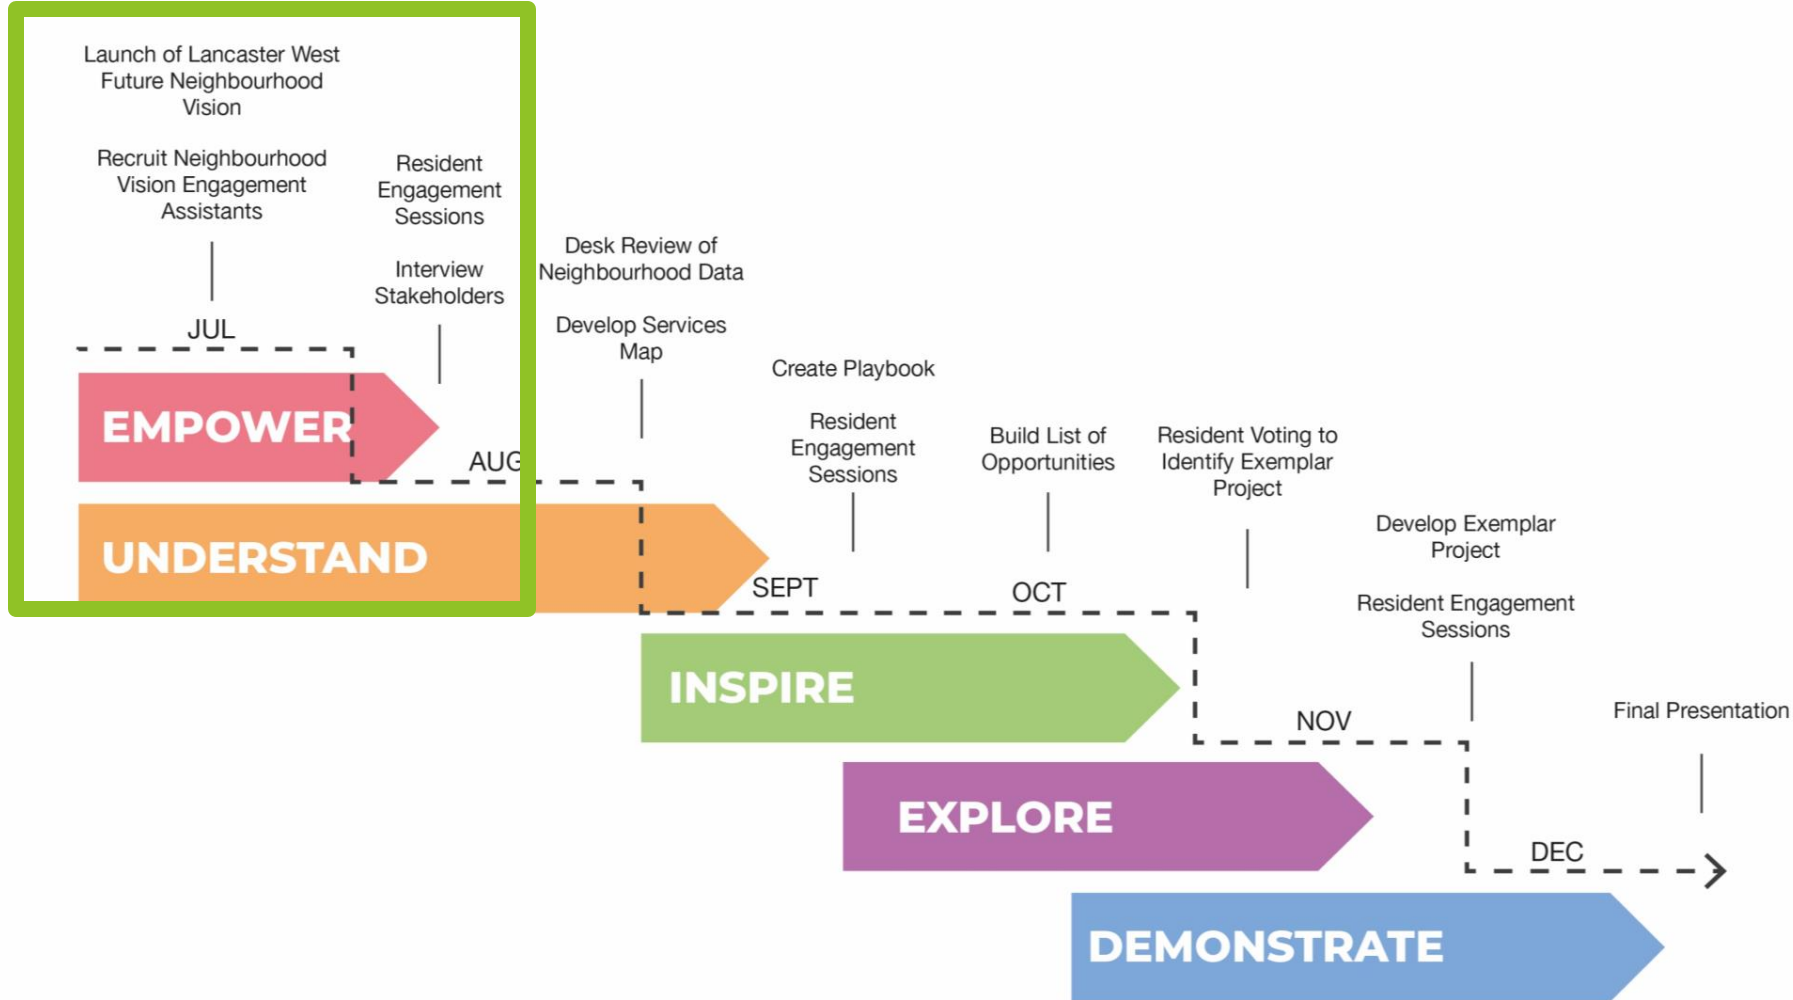 Launch of Lancaster West
Future Neighbourhood
Vision
Recruit Neighbourhood
Vision Engagement
Assistants
JUL
Resident
Engagement
Sessions
Interview
Stakeholders
EMPOWER
AUG
Desk Review of
Neighbourhood Data
Develop Services
Map
UNDERSTAND
SEPT
Create Playbook
Resident
Engagement
Sessions
Build List of
Opportunities
OCT
INSPIRE
Resident Voting to
Identify Exemplar
Project
NOV
EXPLORE
Develop Exemplar
Project
Resident Engagement
Sessions
DEC
Final Presentation
DEMONSTRATE